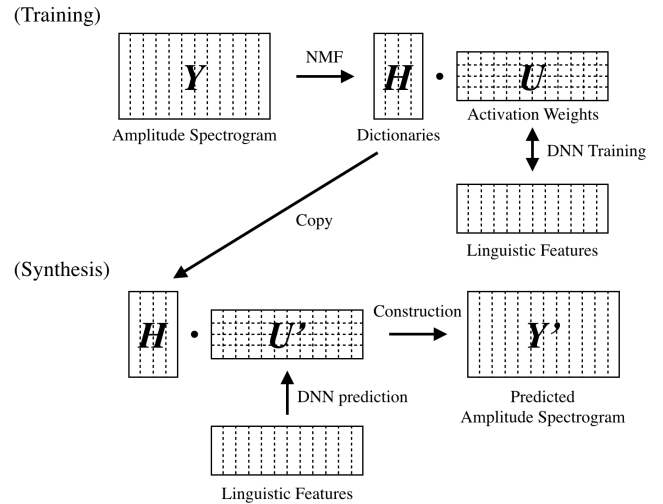 (Training)
Y
NMF
H • U
Amplitude Spectrogram
Dictionaries
Activation Weights
DNN Training
Linguistic Features
Copy
(Synthesis)
H • U'
Construction
Y'
DNN prediction
Predicted
Amplitude Spectrogram
Linguistic Features